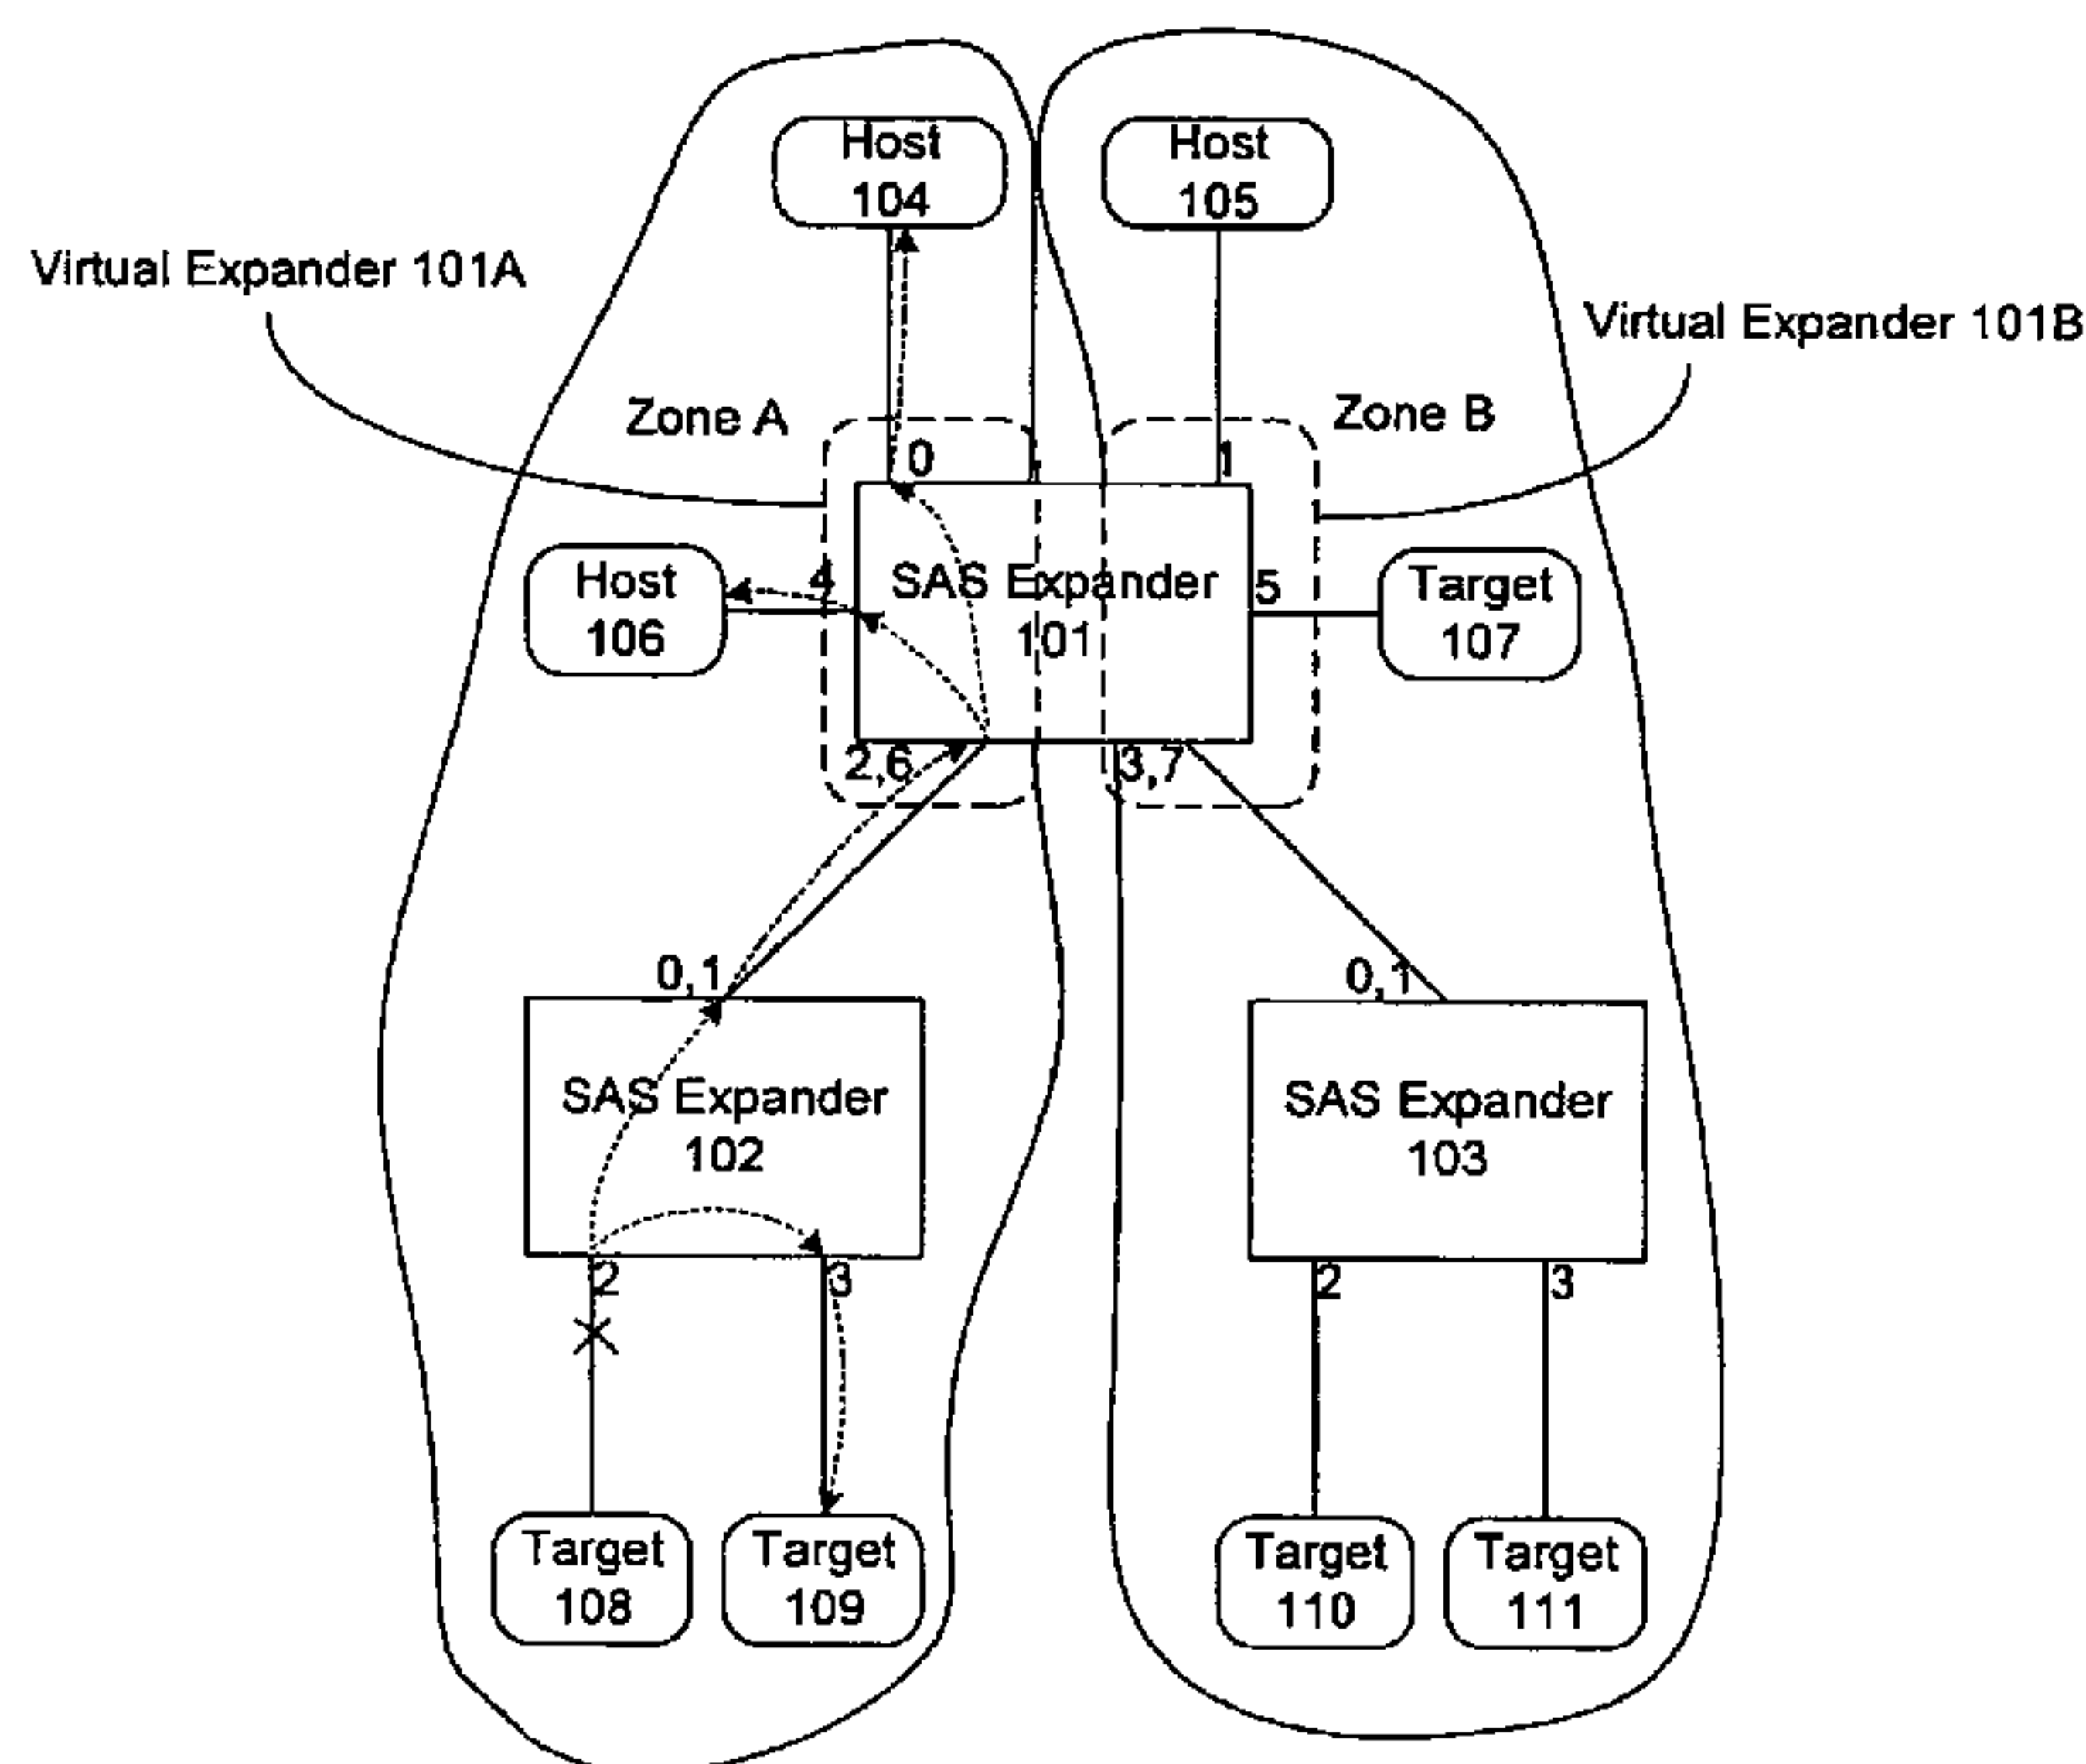 Host
104
Host
105
Virtual Expander 101A
Virtual Expander 101B
Zone A
Zone B
0
1
Host
106
4
SAS Expander
101
5
Target
107
2,6
3,7
0,1
0,1
SAS Expander
102
SAS Expander
103
2
3
2
3
Target
108
Target
109
Target
110
Target
111